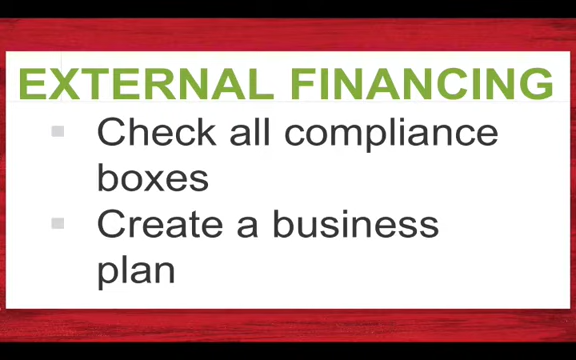 EXTERNAL FINANCING
Check all compliance
boxes
Create a business
plan